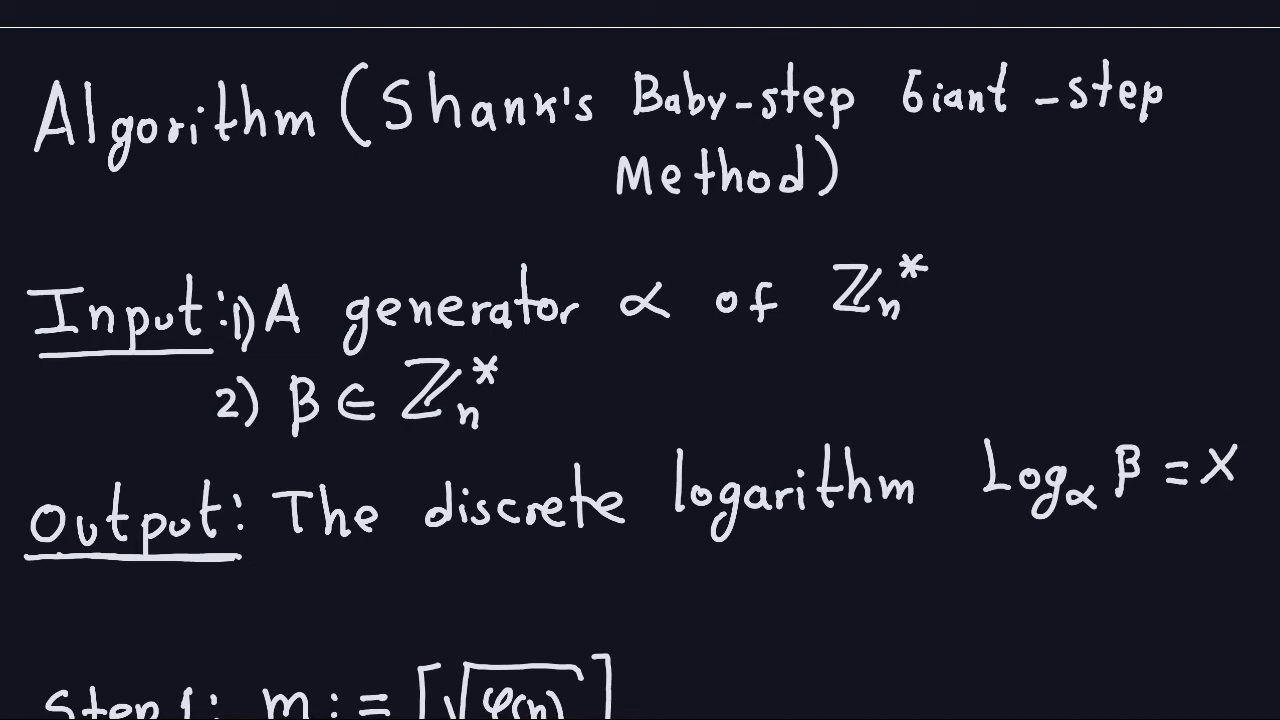 Algorithm (Shank's Baby-step Giant-step
Method)
Input: 1) A generator α of ℤn*
2) β ∈ ℤn*
Output: The discrete logarithm Logα β = X
Step 1: m := ⌈√φ(n)⌉